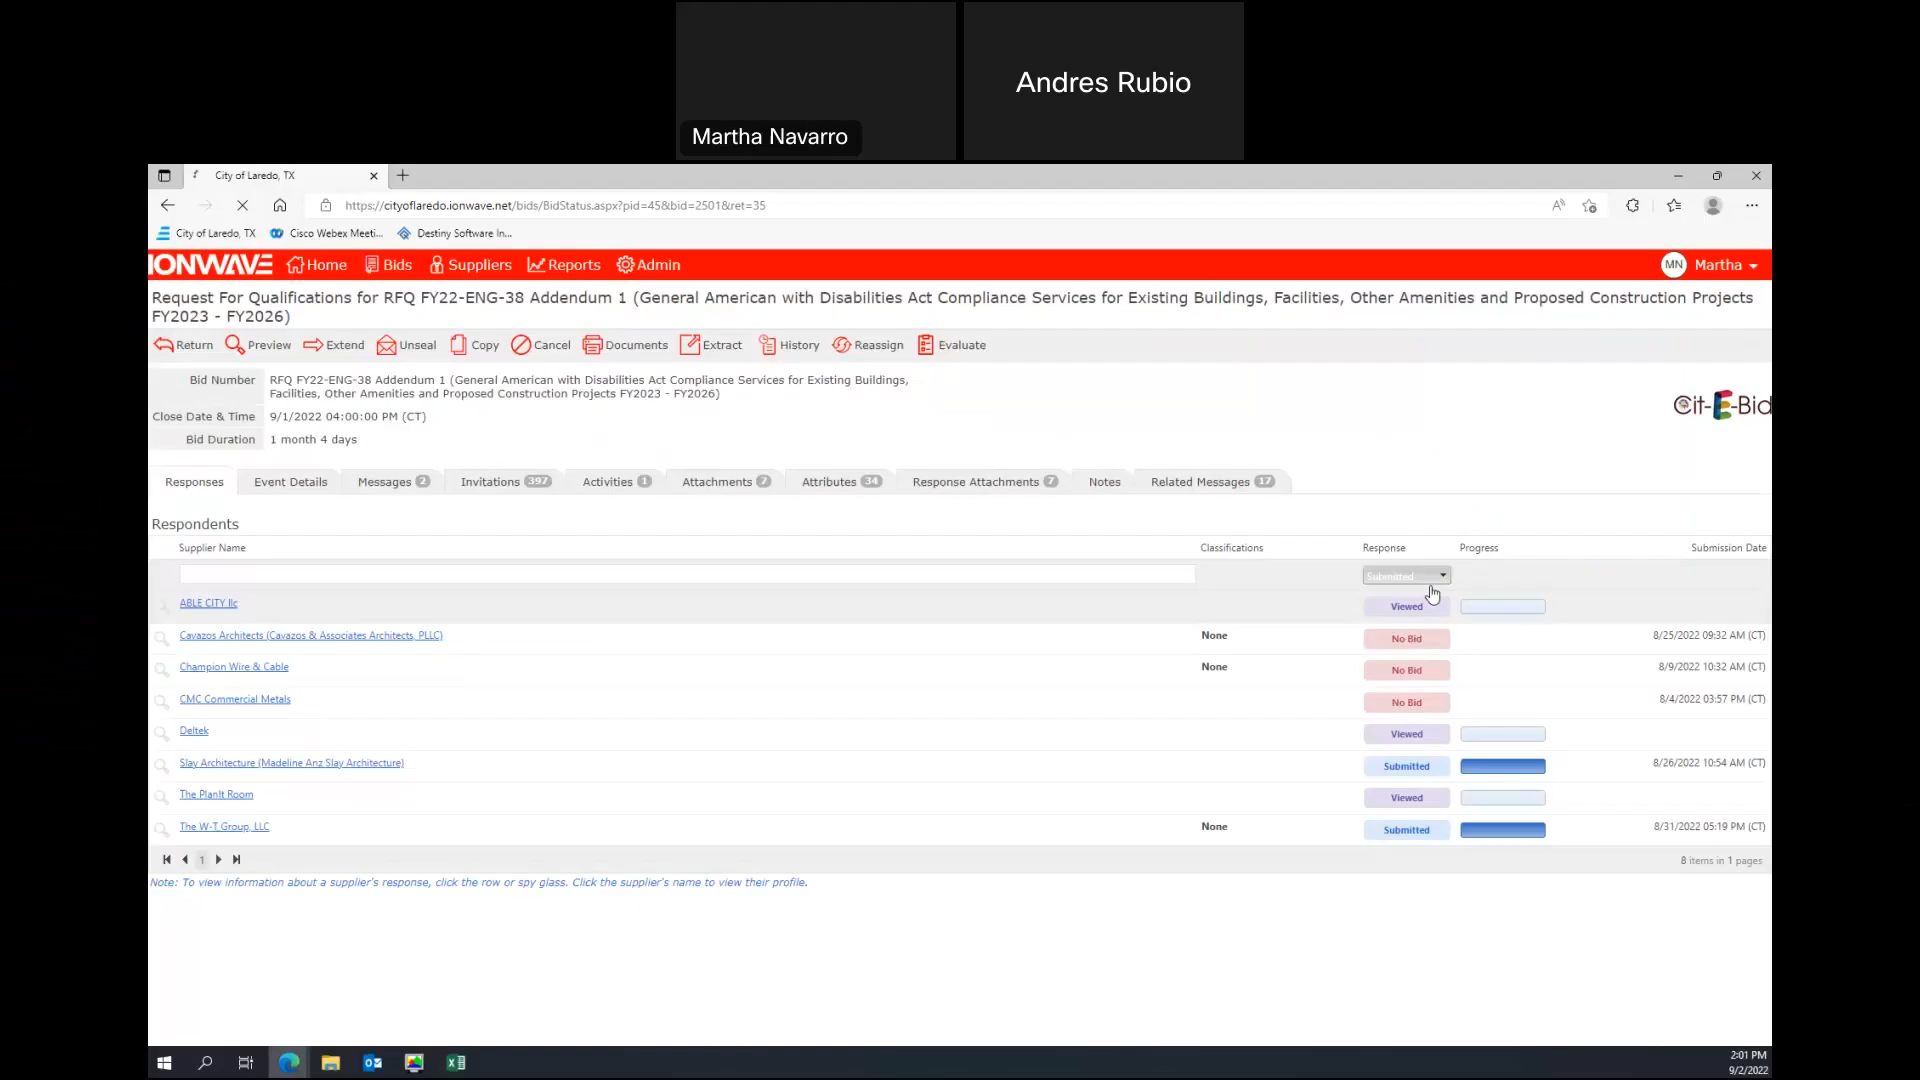 Andres Rubio
Martha Navarro
City of Laredo, TX
https://cityoflaredo.ionwave.net/bids/BidStatus.aspx?pid=45&bid=2501&ret=35
City of Laredo, TX Cisco Webex Meeti... Destiny Software In...
IONWAVE Home Bids Suppliers Reports Admin MN Martha
Request For Qualifications for RFQ FY22-ENG-38 Addendum 1 (General American with Disabilities Act Compliance Services for Existing Buildings, Facilities, Other Amenities and Proposed Construction Projects
FY2023 - FY2026)
Return Preview Extend Unseal Copy Cancel Documents Extract History Reassign Evaluate
Bid Number RFQ FY22-ENG-38 Addendum 1 (General American with Disabilities Act Compliance Services for Existing Buildings,
Facilities, Other Amenities and Proposed Construction Projects FY2023 - FY2026)
Cit-E-Bid
Close Date & Time 9/1/2022 04:00:00 PM (CT)
Bid Duration 1 month 4 days
Responses Event Details Messages 2 Invitations 397 Activities 1 Attachments 7 Attributes 34 Response Attachments 7 Notes Related Messages 17
Respondents
Supplier Name Classifications Response Progress Submission Date
Submitted
ABLE CITY llc Viewed
Cavazos Architects (Cavazos & Associates Architects, PLLC) None No Bid 8/25/2022 09:32 AM (CT)
Champion Wire & Cable None No Bid 8/9/2022 10:32 AM (CT)
CMC Commercial Metals No Bid 8/4/2022 03:57 PM (CT)
Deltek Viewed
Slay Architecture (Madeline Anz Slay Architecture) Submitted 8/26/2022 10:54 AM (CT)
The PlanIt Room Viewed
The W-T Group, LLC None Submitted 8/31/2022 05:19 PM (CT)
1 8 items in 1 pages
Note: To view information about a supplier's response, click the row or spy glass. Click the supplier's name to view their profile.
2:01 PM
9/2/2022